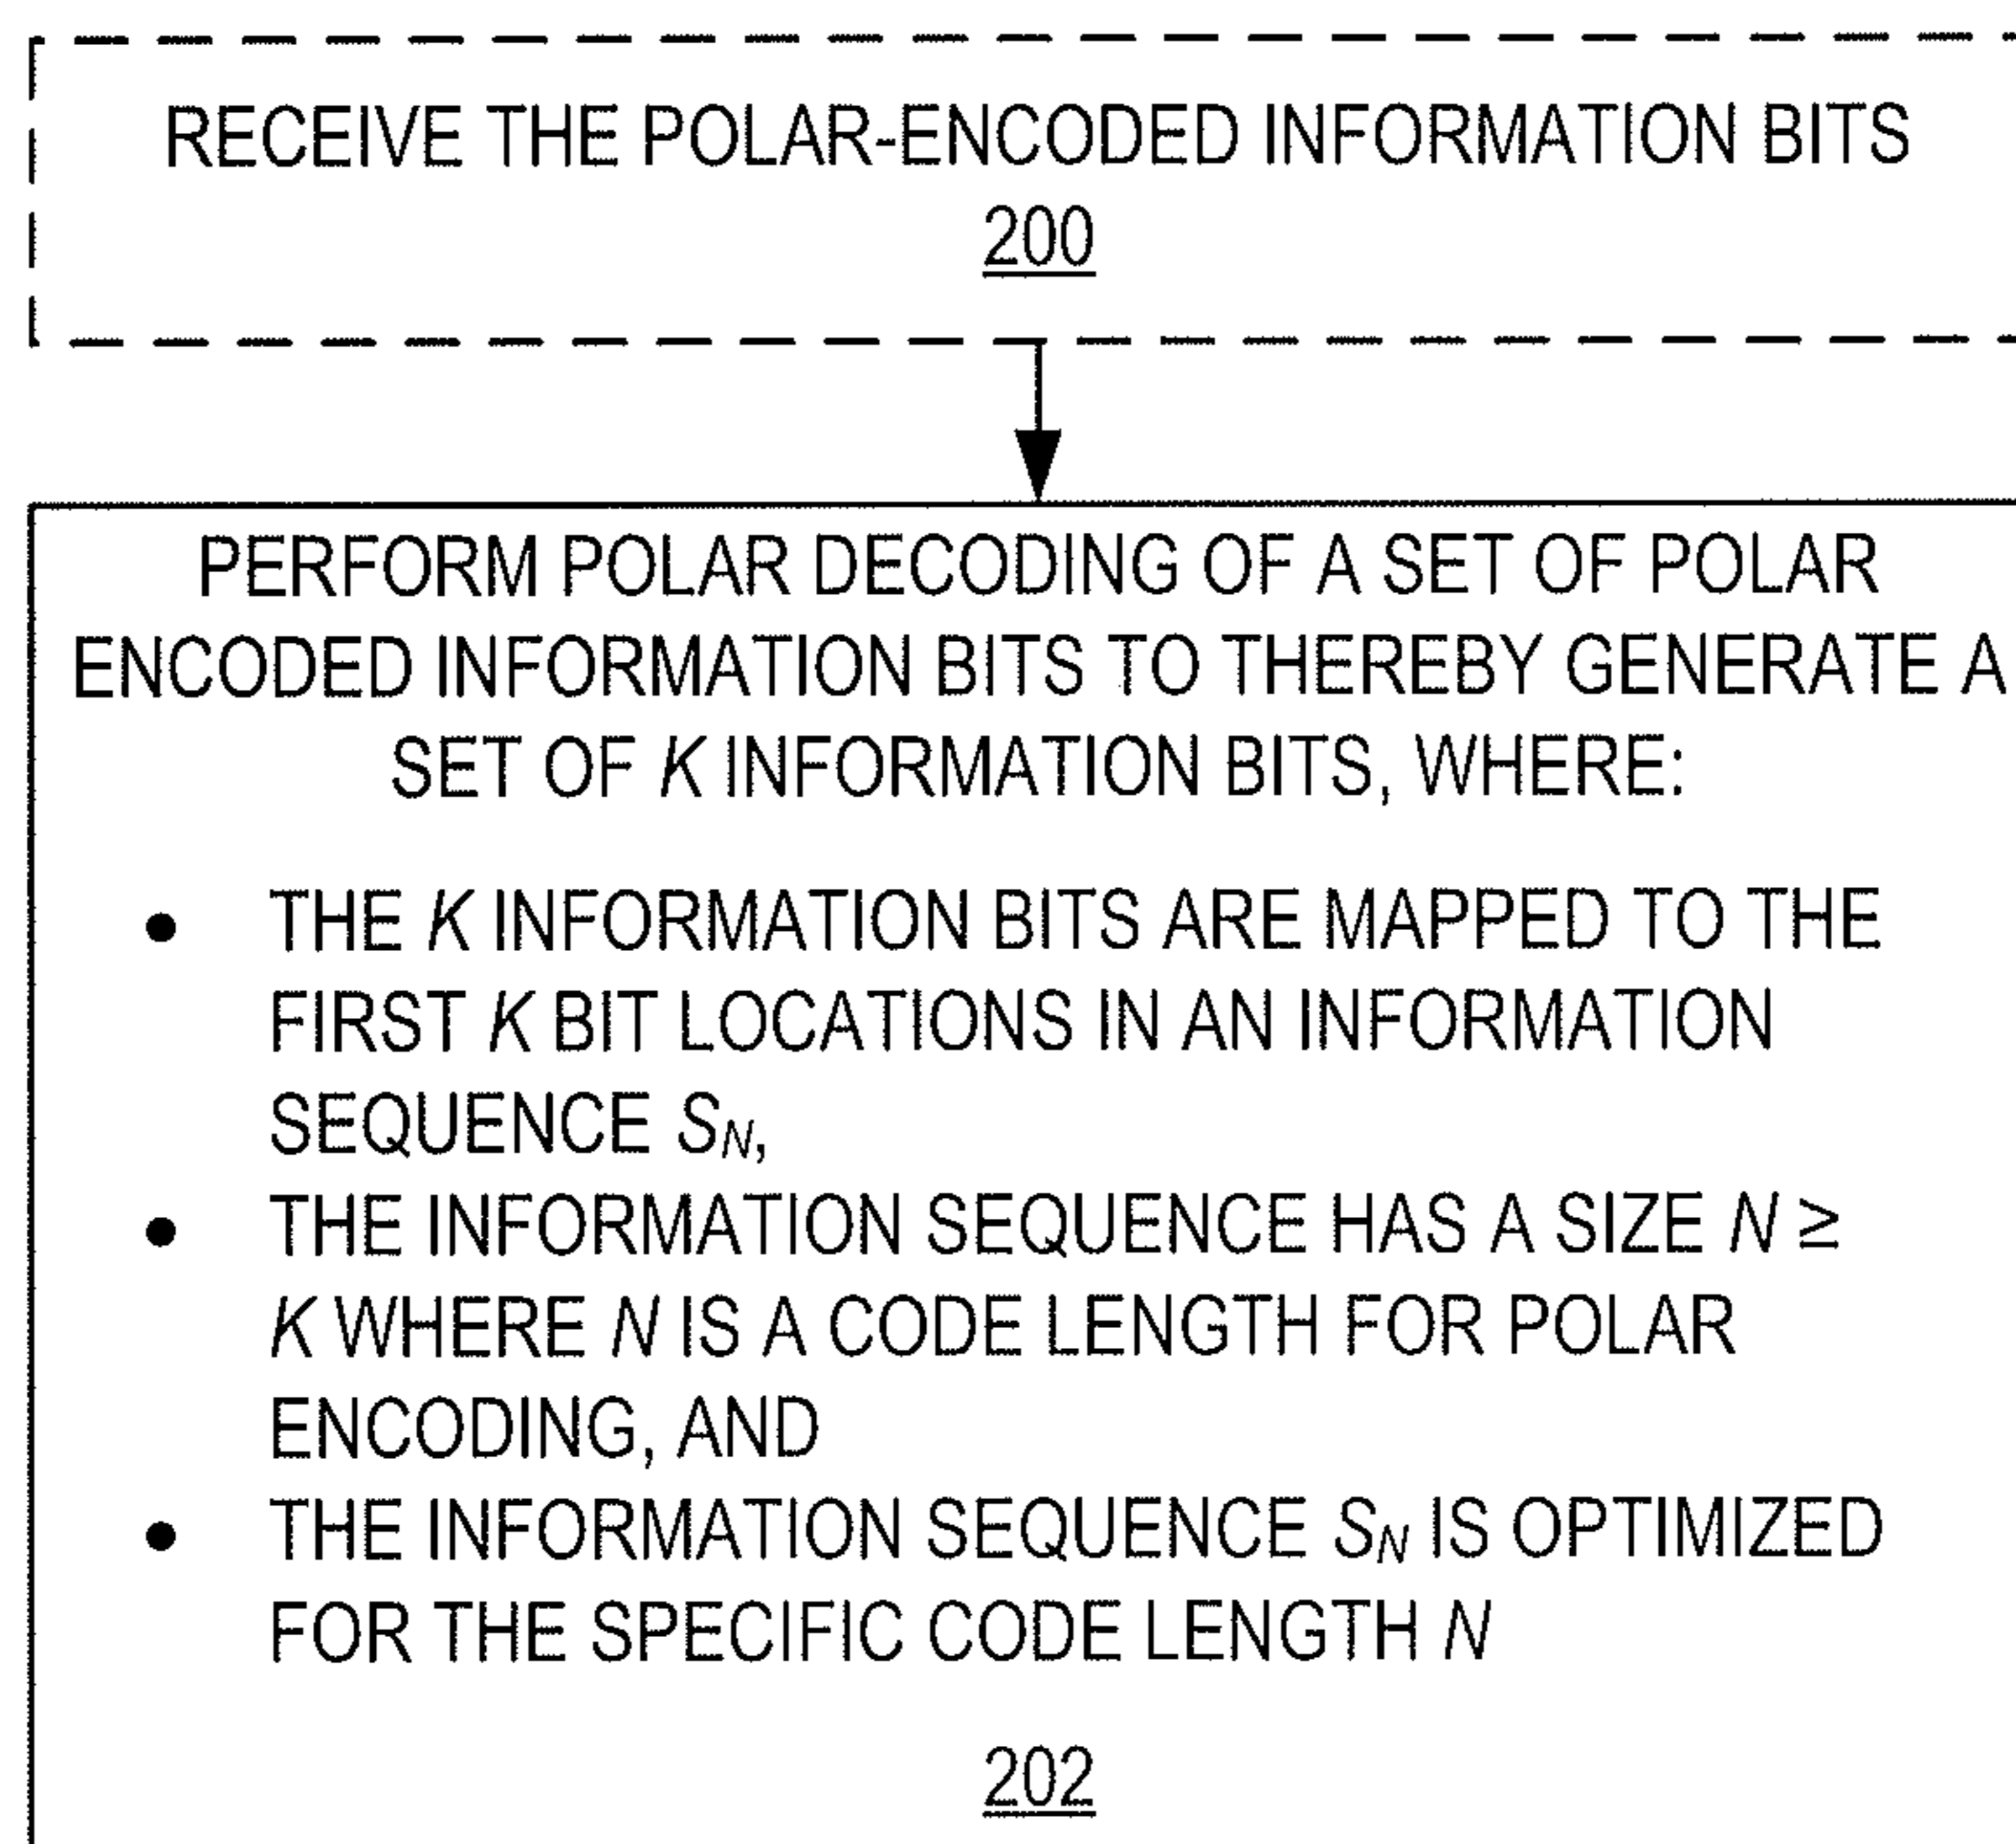 RECEIVE THE POLAR-ENCODED INFORMATION BITS
200
PERFORM POLAR DECODING OF A SET OF POLAR
ENCODED INFORMATION BITS TO THEREBY GENERATE A
SET OF K INFORMATION BITS, WHERE:
• THE K INFORMATION BITS ARE MAPPED TO THE
FIRST K BIT LOCATIONS IN AN INFORMATION
SEQUENCE S_N,
• THE INFORMATION SEQUENCE HAS A SIZE N ≥
K WHERE N IS A CODE LENGTH FOR POLAR
ENCODING, AND
• THE INFORMATION SEQUENCE S_N IS OPTIMIZED
FOR THE SPECIFIC CODE LENGTH N
202